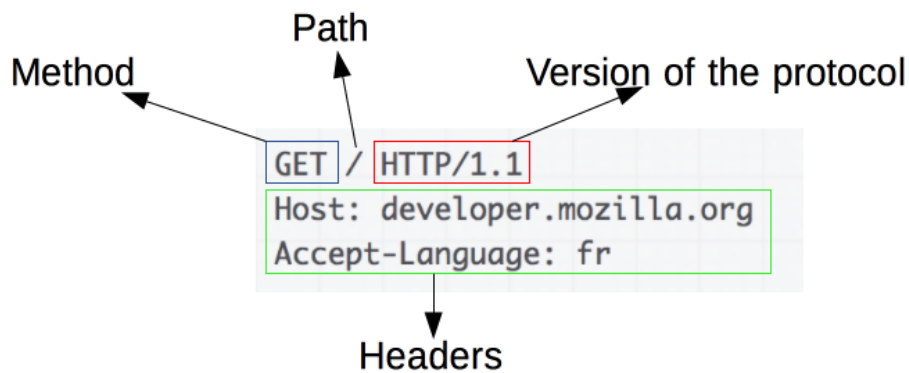 Path
Method
Version of the protocol
GET / HTTP/1.1
Host: developer.mozilla.org
Accept-Language: fr
Headers